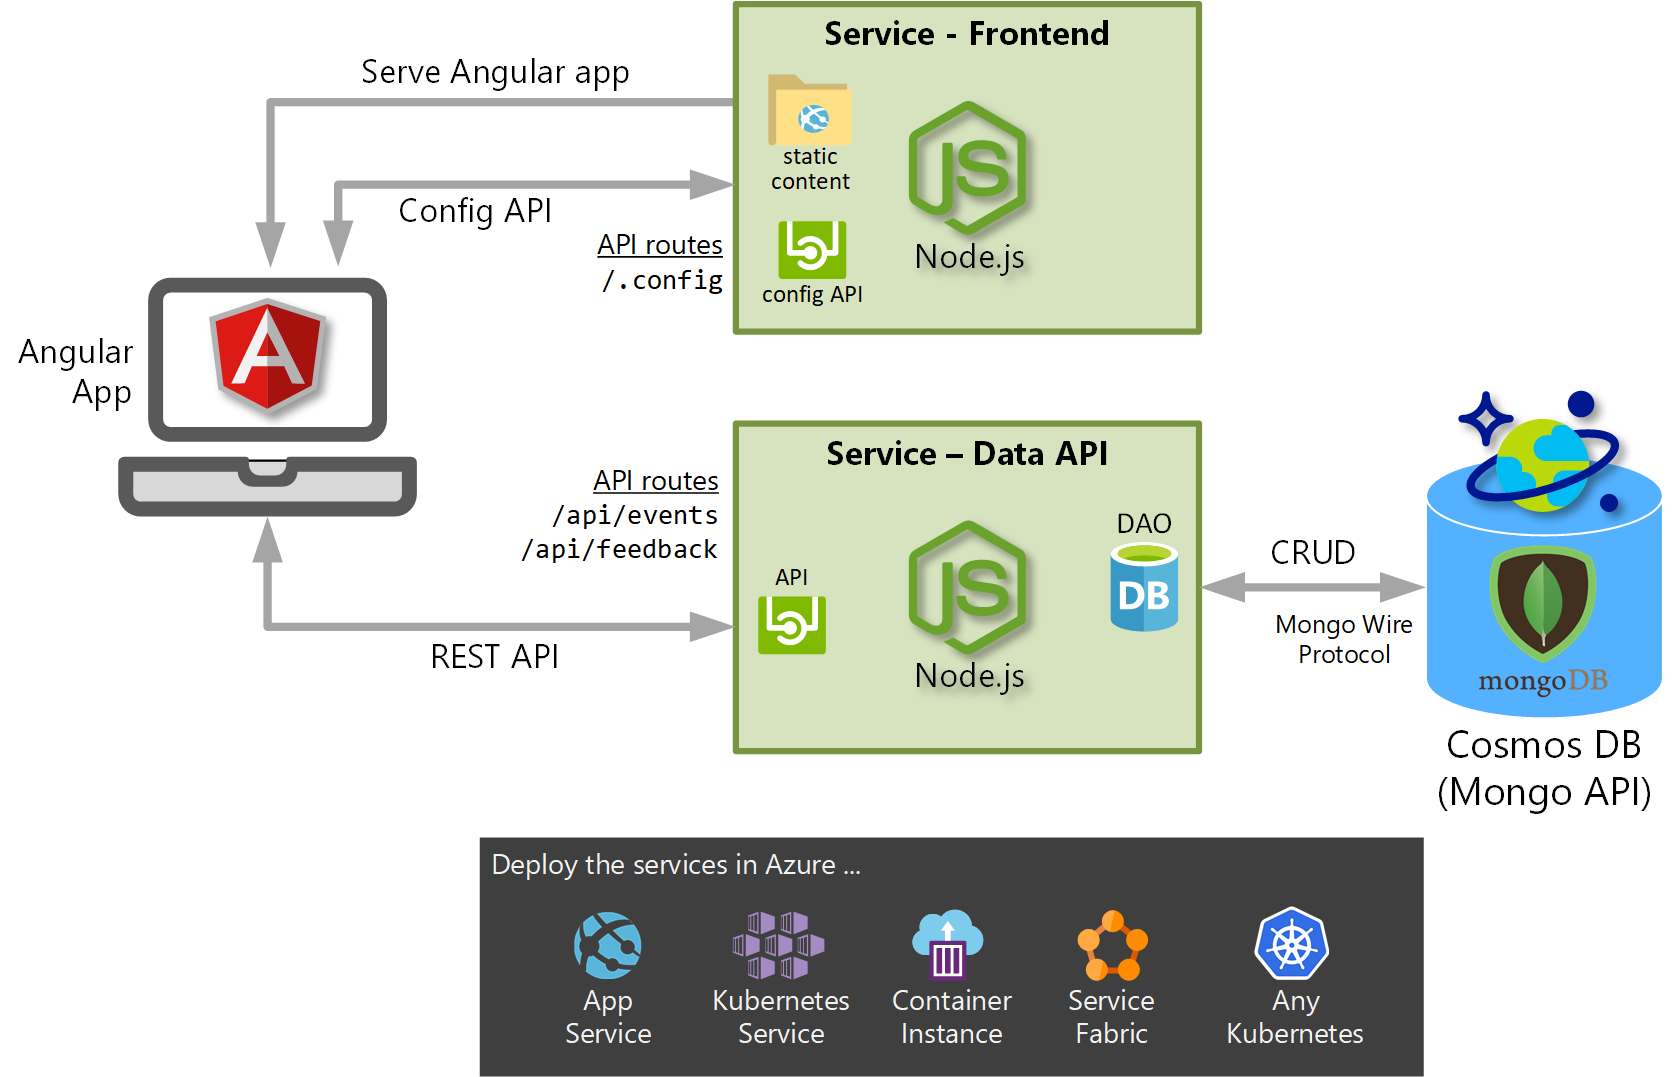 Service - Frontend
Serve Angular app
static
content
Config API
API routes
/.config
config API
JS
Node.js
Angular
App
A
Service – Data API
API routes
/api/events
/api/feedback
API
JS
Node.js
DAO
DB
REST API
CRUD
Mongo Wire
Protocol
mongoDB
Cosmos DB
(Mongo API)
Deploy the services in Azure ...
App
Service
Kubernetes
Service
Container
Instance
Service
Fabric
Any
Kubernetes